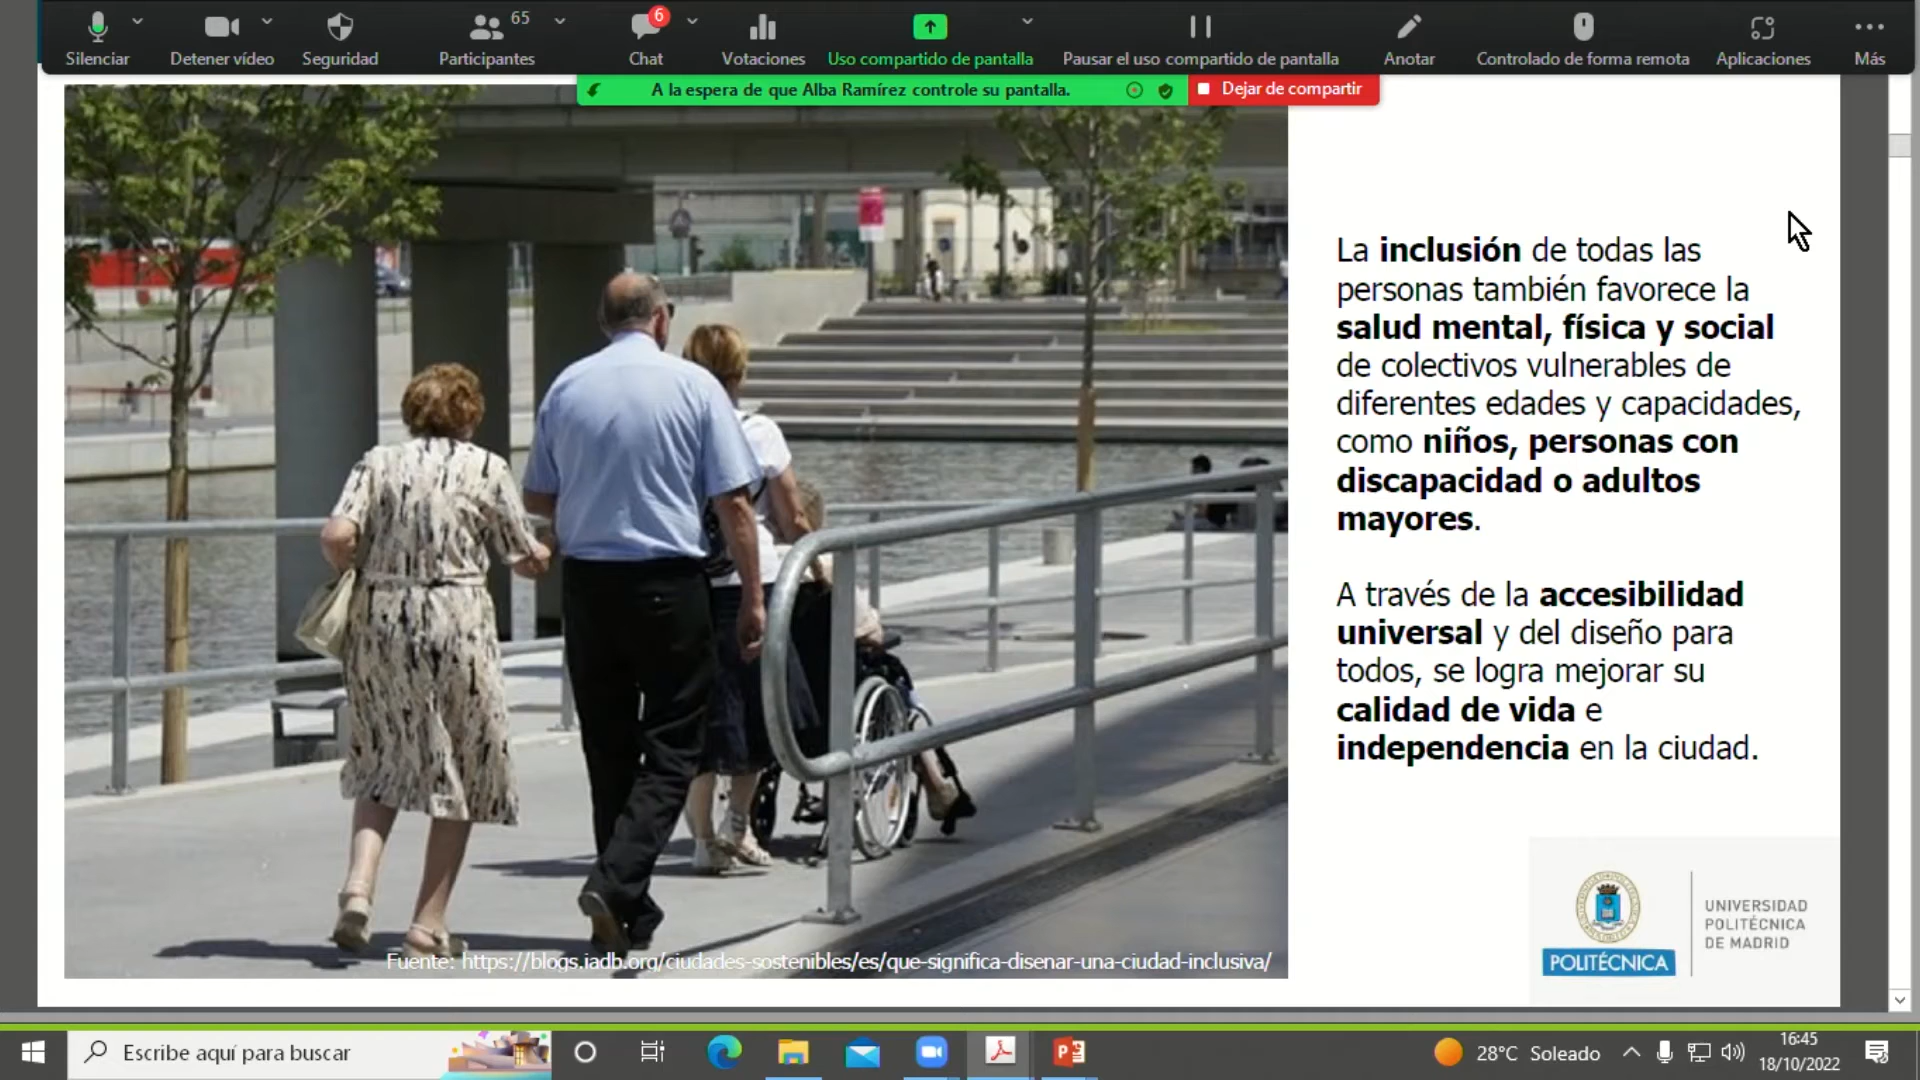 65
6
Silenciar
Detener vídeo
Seguridad
Participantes
Chat
Votaciones
Uso compartido de pantalla
Pausar el uso compartido de pantalla
Anotar
Controlado de forma remota
Aplicaciones
Más
A la espera de que Alba Ramírez controle su pantalla.
Dejar de compartir
La inclusión de todas las
personas también favorece la
salud mental, física y social
de colectivos vulnerables de
diferentes edades y capacidades,
como niños, personas con
discapacidad o adultos
mayores.
A través de la accesibilidad
universal y del diseño para
todos, se logra mejorar su
calidad de vida e
independencia en la ciudad.
Fuente: https://blogs.iadb.org/ciudades-sostenibles/es/que-significa-disenar-una-ciudad-inclusiva/
POLITÉCNICA
UNIVERSIDAD
POLITÉCNICA
DE MADRID
Escribe aquí para buscar
28°C Soleado
16:45
18/10/2022